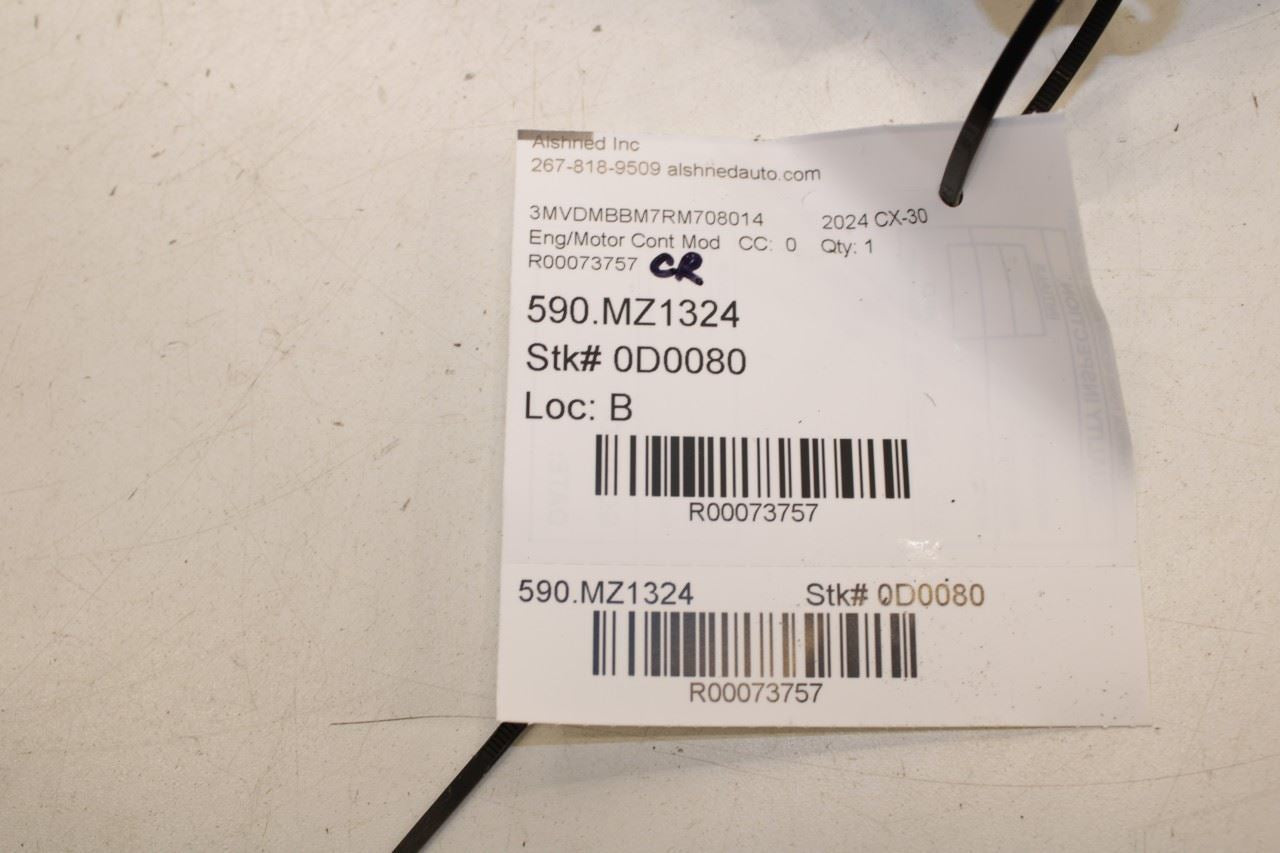 Alshned Inc
267-818-9509 alshnedauto.com
3MVDMBBM7RM708014 2024 CX-30
Eng/Motor Cont Mod CC: 0 Qty: 1
R00073757 CR
590.MZ1324
Stk# 0D0080
Loc: B
R00073757
590.MZ1324 Stk# 0D0080
R00073757